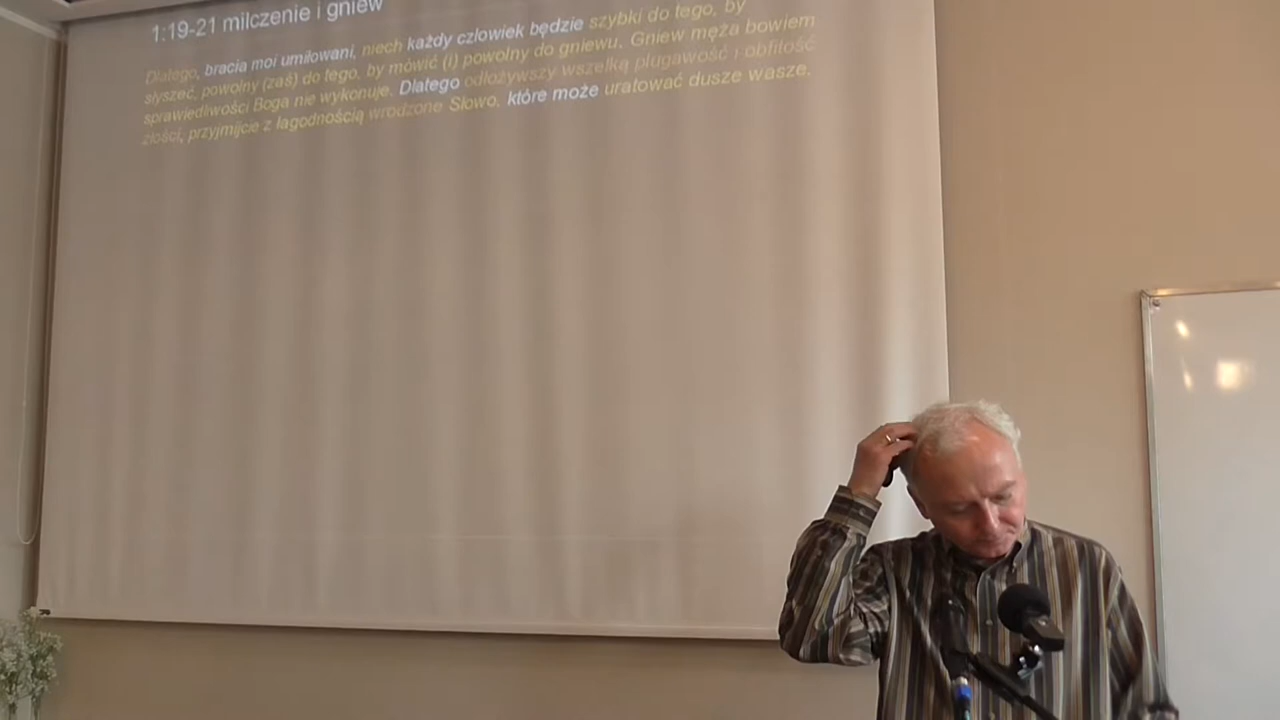 1:19-21 milczenie i gniew
Dlatego, bracia moi umiłowani, niech każdy człowiek będzie szybki do tego, by
słyszeć, powolny (zaś) do tego, by mówić (i) powolny do gniewu. Gniew męża bowiem
sprawiedliwości Boga nie wykonuje. Dlatego odłożywszy wszelką plugawość i obfitość
złości, przyjmijcie z łagodnością wrodzone Słowo, które może uratować dusze wasze.